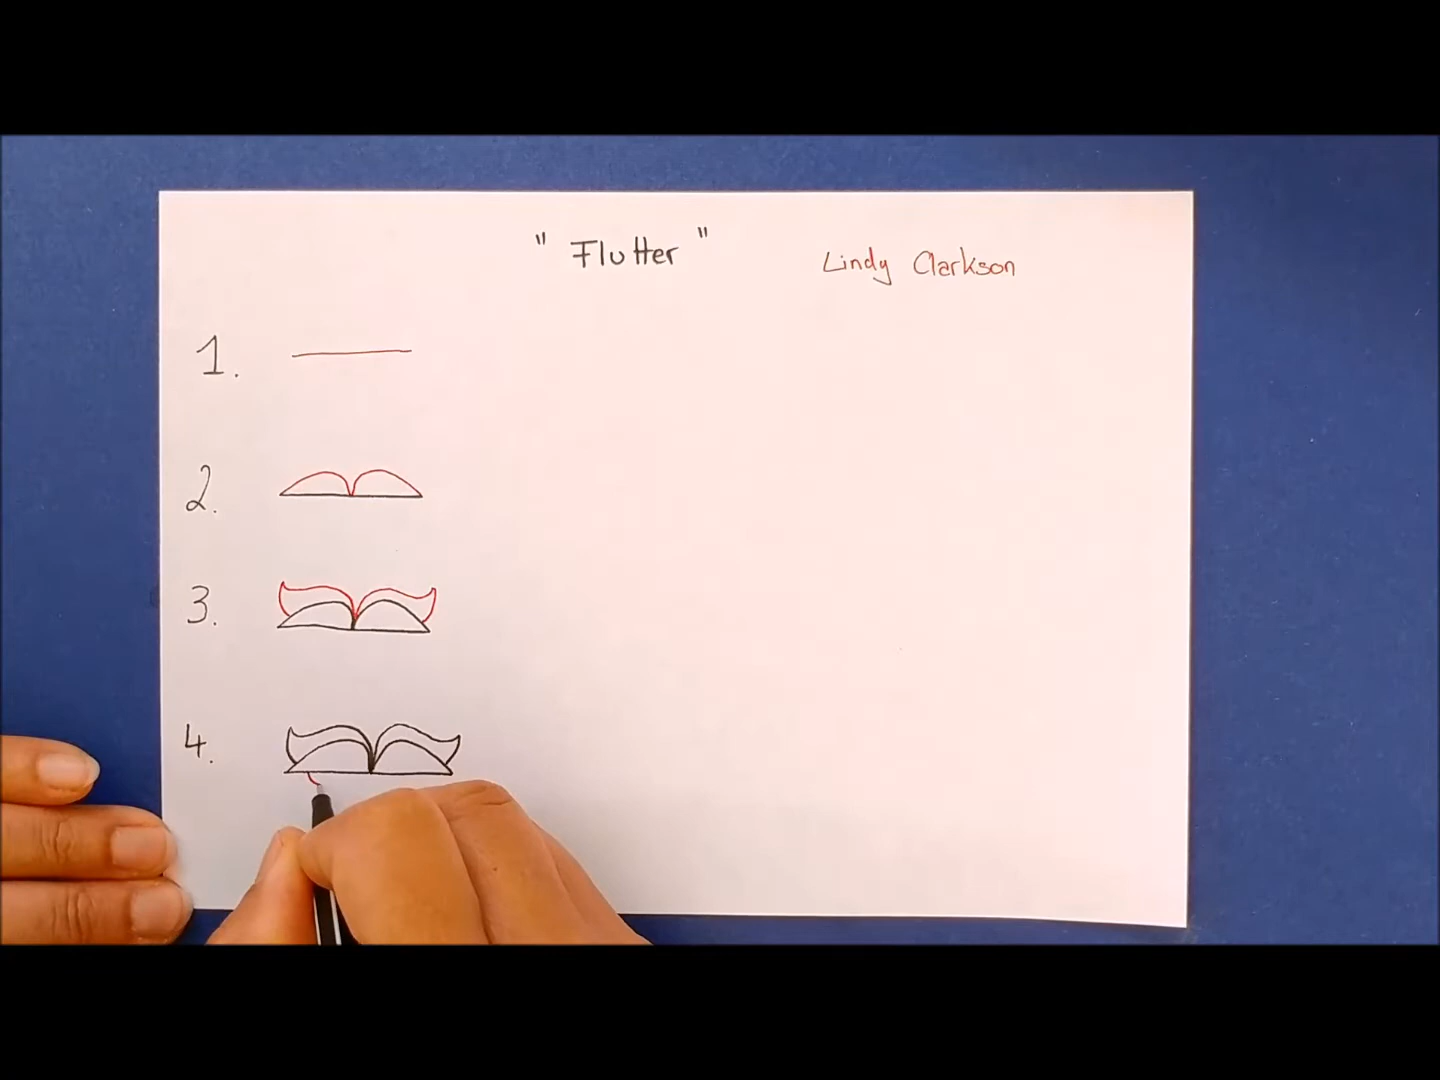 " Flutter " Lindy Clarkson
1.
2.
3.
4.